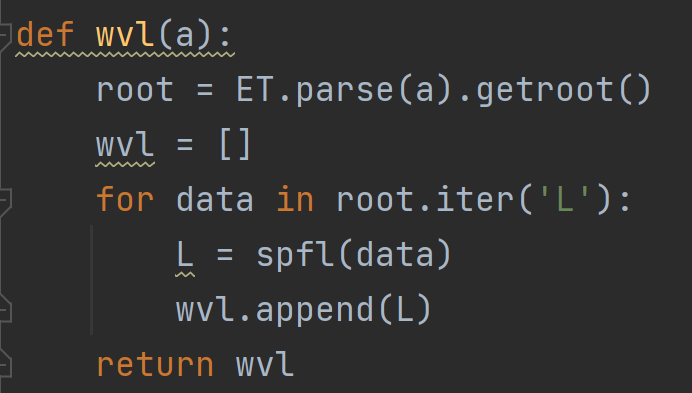 def wvl(a):
    root = ET.parse(a).getroot()
    wvl = []
    for data in root.iter('L'):
        L = spfl(data)
        wvl.append(L)
    return wvl